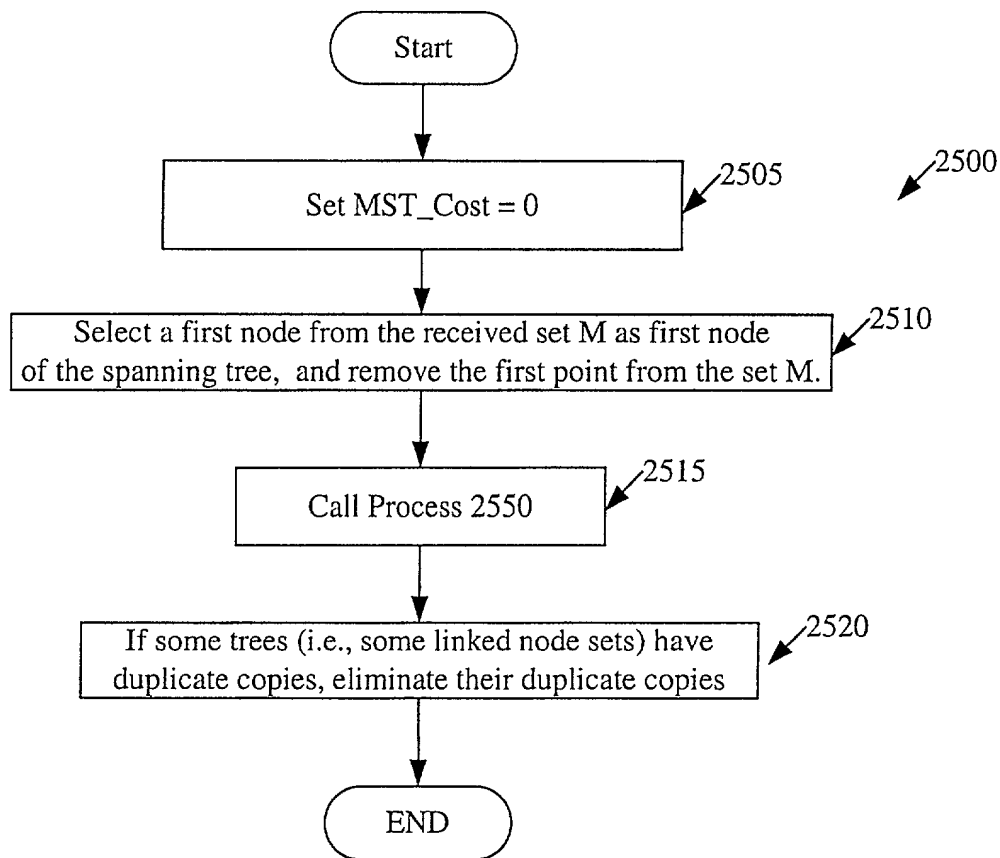 Start
2500
2505
Set MST_Cost = 0
2510
Select a first node from the received set M as first node
of the spanning tree, and remove the first point from the set M.
2515
Call Process 2550
2520
If some trees (i.e., some linked node sets) have
duplicate copies, eliminate their duplicate copies
END